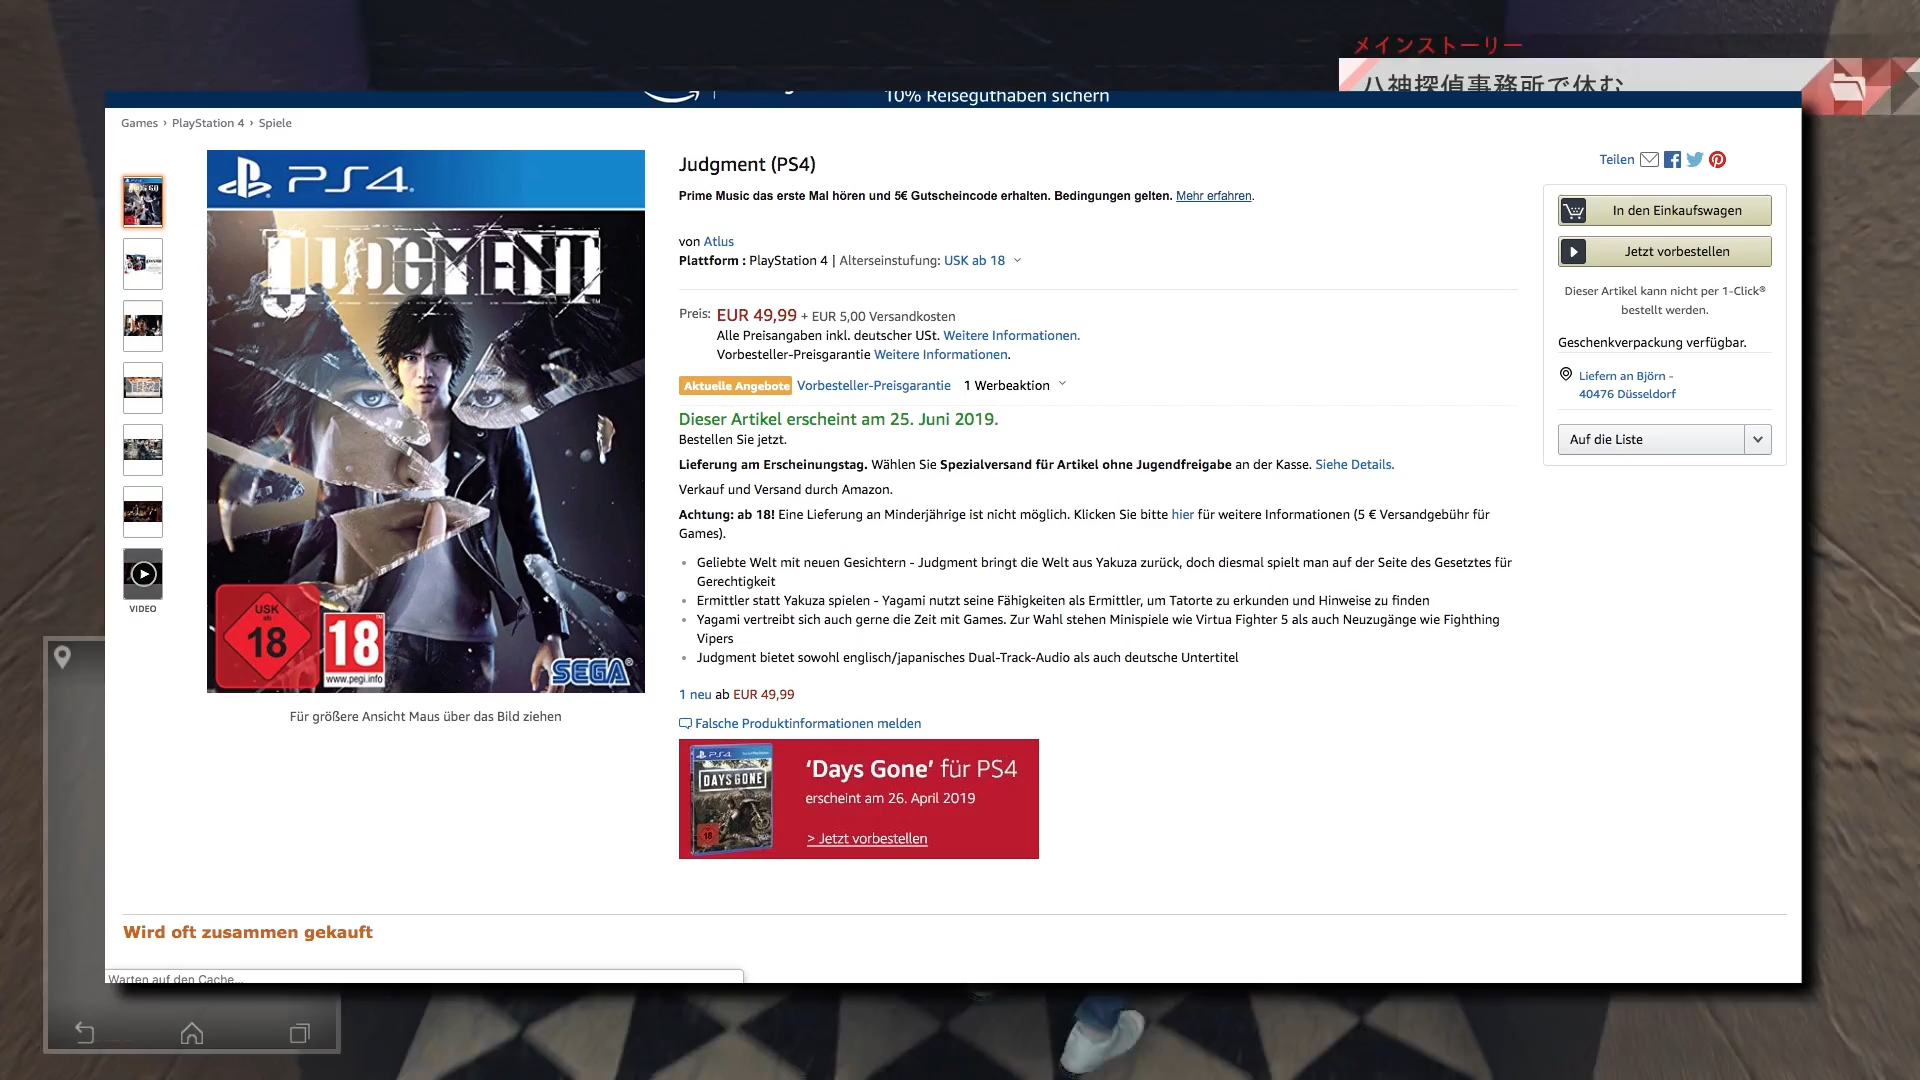 メインストーリー
八神探偵事務所で休む
10% Reiseguthaben sichern
Games › PlayStation 4 › Spiele
PS4
JUDGMENT
USK
ab
18
18
www.pegi.info
SEGA
VIDEO
Für größere Ansicht Maus über das Bild ziehen
Judgment (PS4)
Prime Music das erste Mal hören und 5€ Gutscheincode erhalten. Bedingungen gelten. Mehr erfahren.
von Atlus
Plattform : PlayStation 4 | Alterseinstufung: USK ab 18
Preis: EUR 49,99 + EUR 5,00 Versandkosten
Alle Preisangaben inkl. deutscher USt. Weitere Informationen.
Vorbesteller-Preisgarantie Weitere Informationen.
Aktuelle Angebote Vorbesteller-Preisgarantie 1 Werbeaktion
Dieser Artikel erscheint am 25. Juni 2019.
Bestellen Sie jetzt.
Lieferung am Erscheinungstag. Wählen Sie Spezialversand für Artikel ohne Jugendfreigabe an der Kasse. Siehe Details.
Verkauf und Versand durch Amazon.
Achtung: ab 18! Eine Lieferung an Minderjährige ist nicht möglich. Klicken Sie bitte hier für weitere Informationen (5 € Versandgebühr für
Games).
• Geliebte Welt mit neuen Gesichtern - Judgment bringt die Welt aus Yakuza zurück, doch diesmal spielt man auf der Seite des Gesetztes für
Gerechtigkeit
• Ermittler statt Yakuza spielen - Yagami nutzt seine Fähigkeiten als Ermittler, um Tatorte zu erkunden und Hinweise zu finden
• Yagami vertreibt sich auch gerne die Zeit mit Games. Zur Wahl stehen Minispiele wie Virtua Fighter 5 als auch Neuzugänge wie Fighthing
Vipers
• Judgment bietet sowohl englisch/japanisches Dual-Track-Audio als auch deutsche Untertitel
1 neu ab EUR 49,99
Falsche Produktinformationen melden
PS4
DAYS GONE
18
‘Days Gone’ für PS4
erscheint am 26. April 2019
> Jetzt vorbestellen
Teilen
In den Einkaufswagen
Jetzt vorbestellen
Dieser Artikel kann nicht per 1-Click®
bestellt werden.
Geschenkverpackung verfügbar.
Liefern an Björn -
40476 Düsseldorf
Auf die Liste
Wird oft zusammen gekauft
Warten auf den Cache...